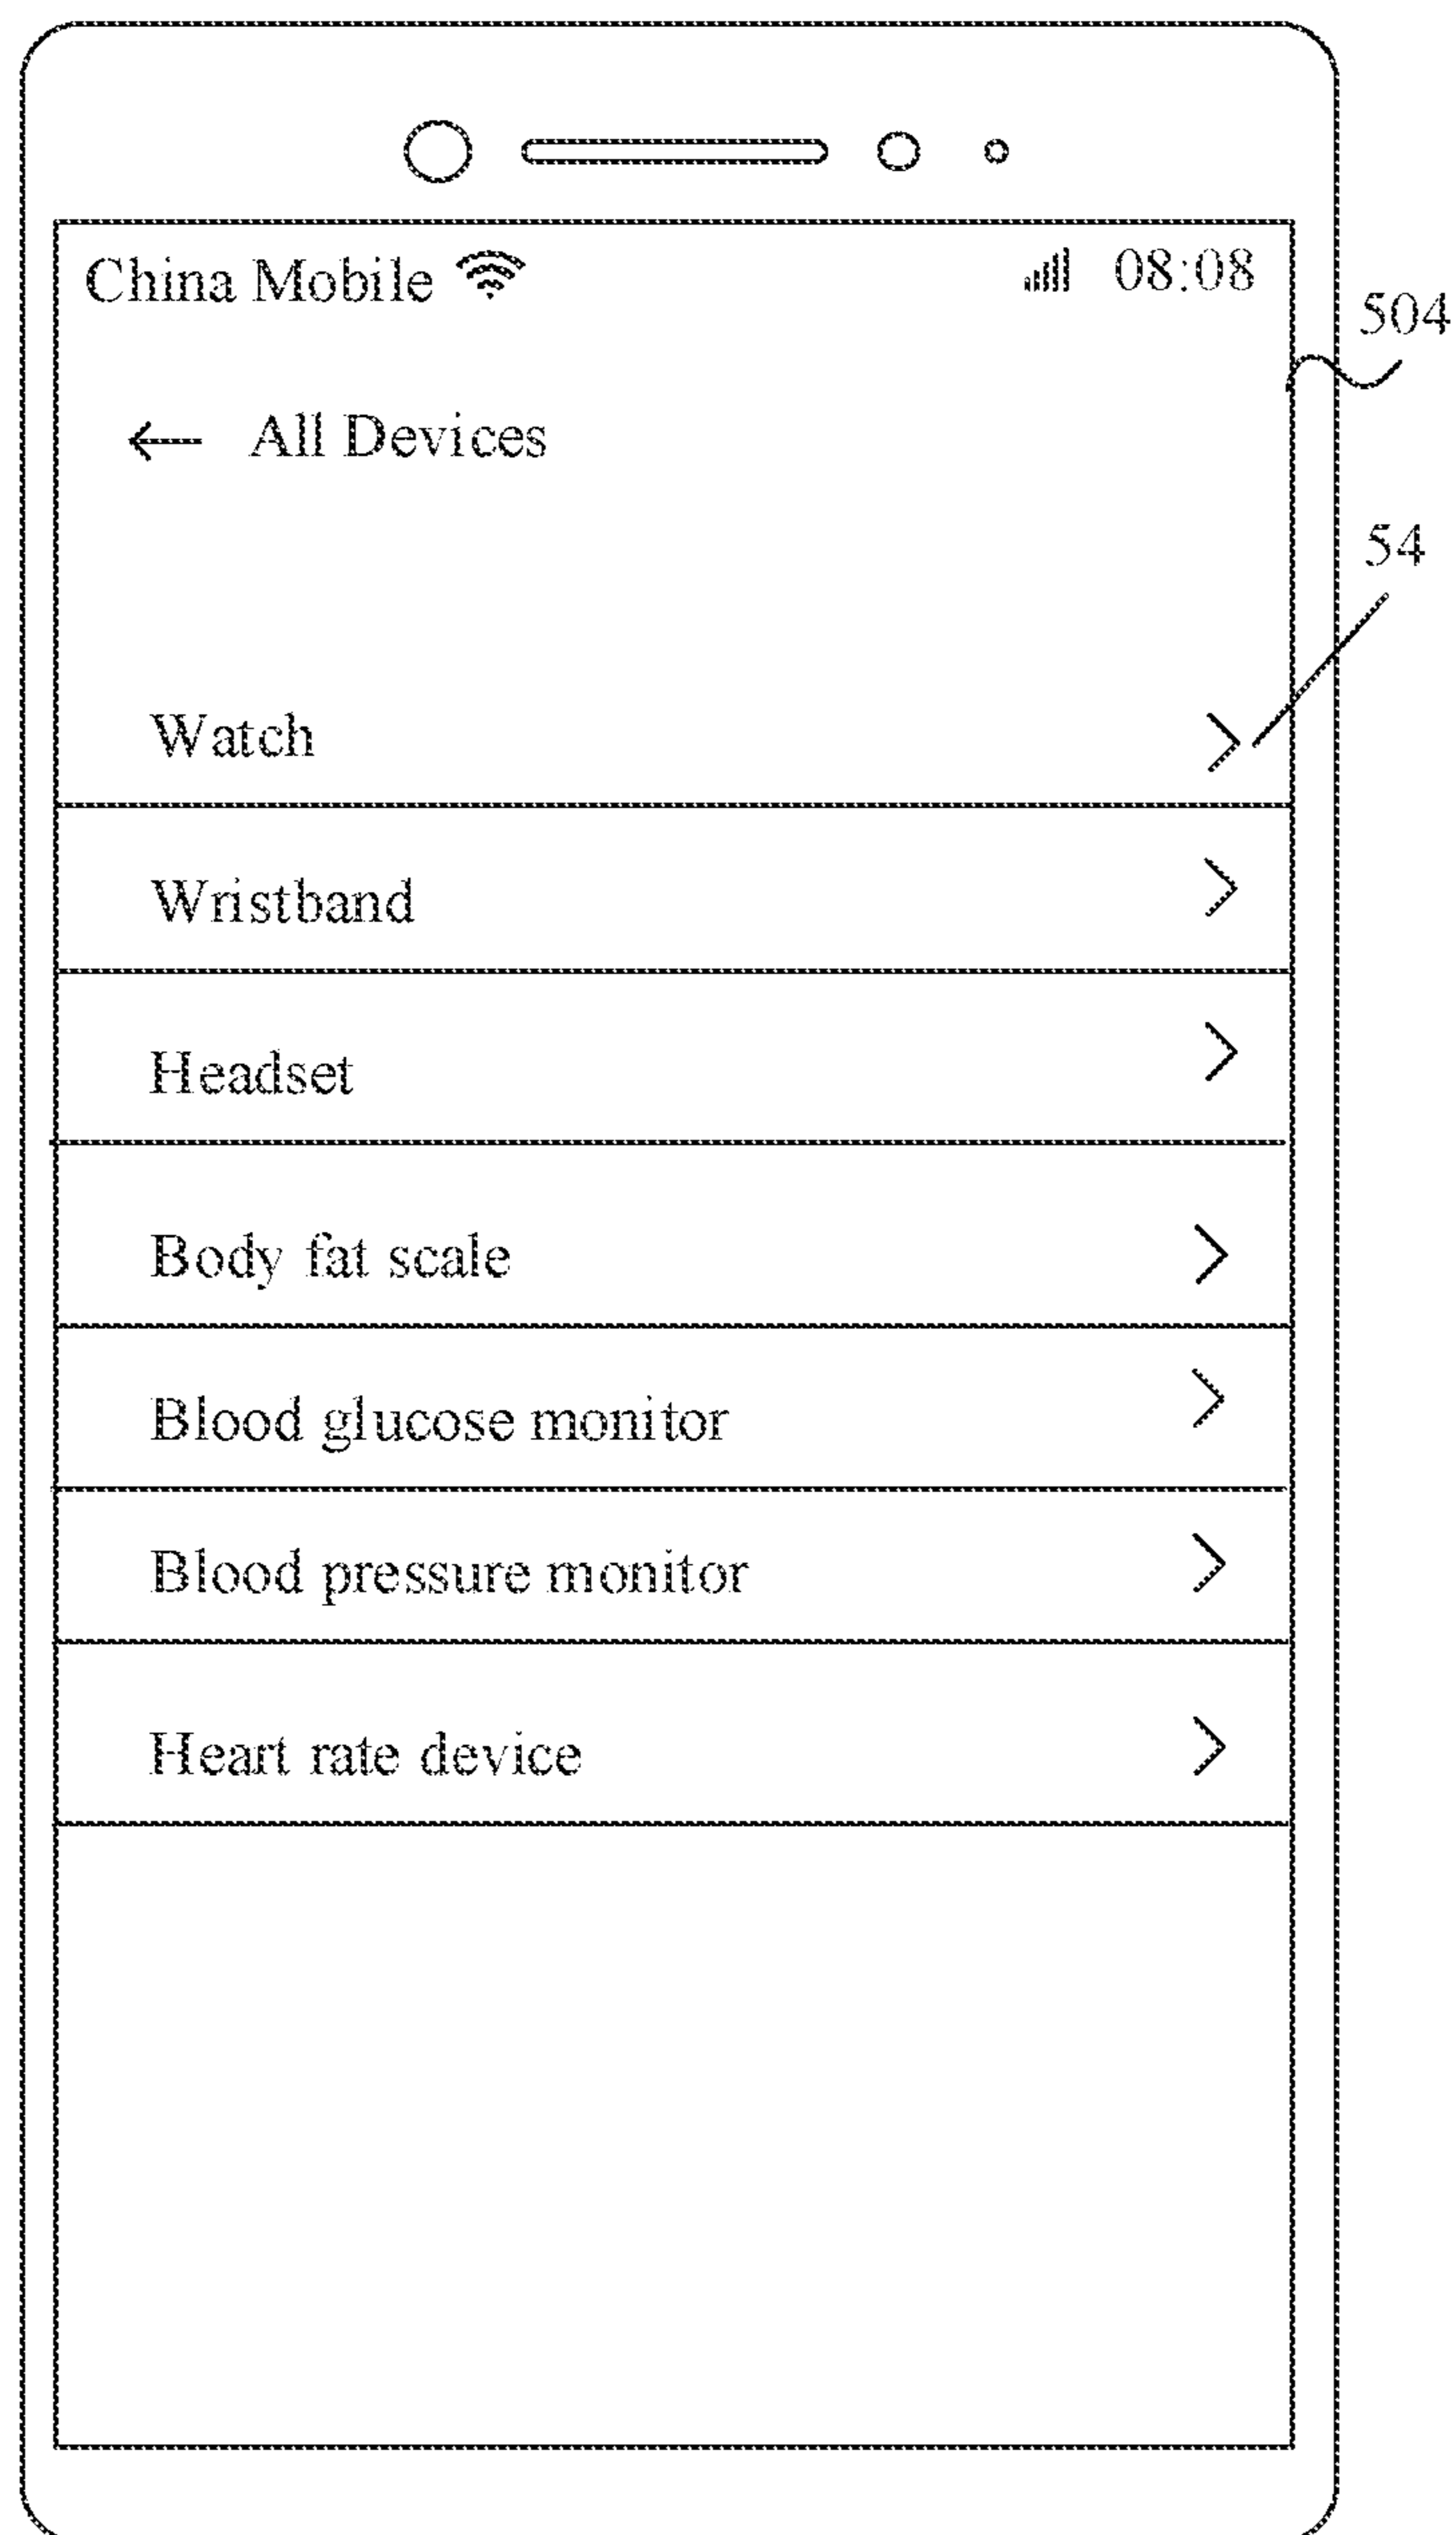 China Mobile 08:08
504
← All Devices
54
Watch
Wristband
Headset
Body fat scale
Blood glucose monitor
Blood pressure monitor
Heart rate device